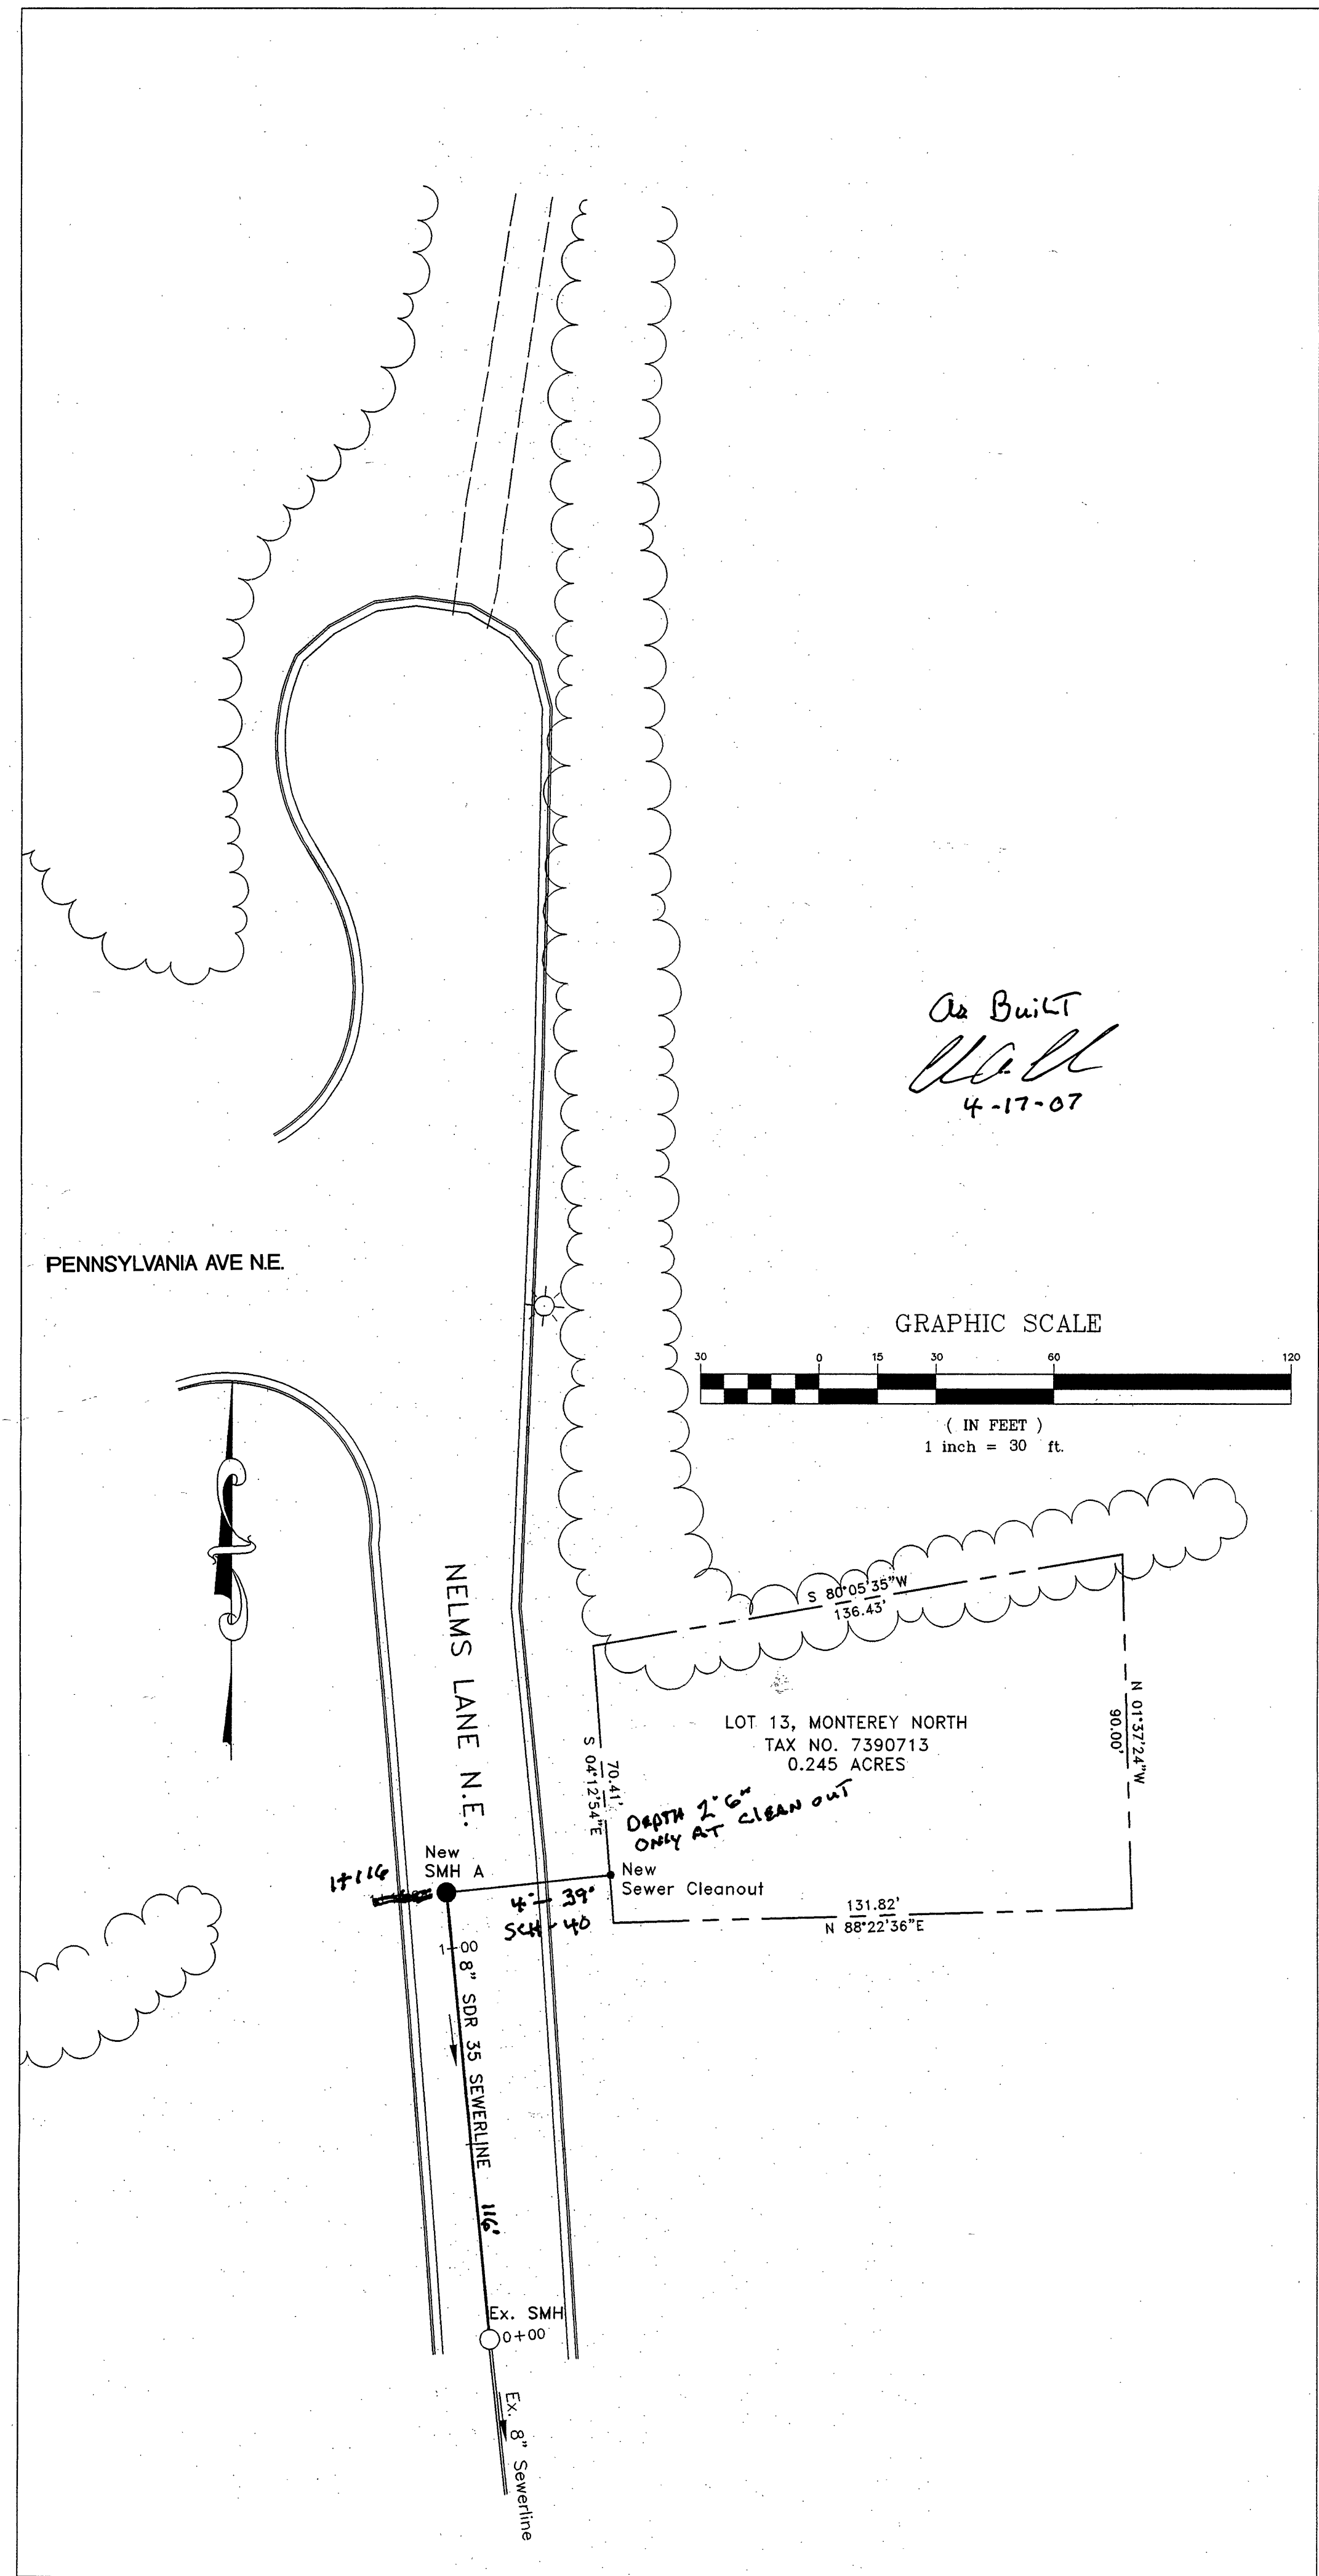 As Built
4-17-07
PENNSYLVANIA AVE N.E.
GRAPHIC SCALE
30 0 15 30 60 120
( IN FEET )
1 inch = 30 ft.
NELMS LANE N.E.
S 80°05'35"W
136.43'
N 01°37'24"W
90.00'
LOT 13, MONTEREY NORTH
TAX NO. 7390713
0.245 ACRES
70.41'
S 04°12'54"E
DEPTH 2'6"
ONLY AT CLEAN OUT
New
SMH A
1+116
New
Sewer Cleanout
4" - 39'
SCH-40
131.82'
N 88°22'36"E
1+00
8" SDR 35 SEWERLINE 116'
Ex. SMH
0+00
Ex. 8" Sewerline